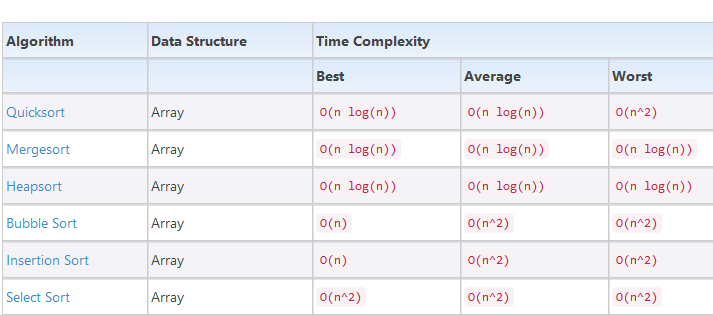 Algorithm Data Structure Time Complexity
Best Average Worst
Quicksort Array O(n log(n)) O(n log(n)) O(n^2)
Mergesort Array O(n log(n)) O(n log(n)) O(n log(n))
Heapsort Array O(n log(n)) O(n log(n)) O(n log(n))
Bubble Sort Array O(n) O(n^2) O(n^2)
Insertion Sort Array O(n) O(n^2) O(n^2)
Select Sort Array O(n^2) O(n^2) O(n^2)